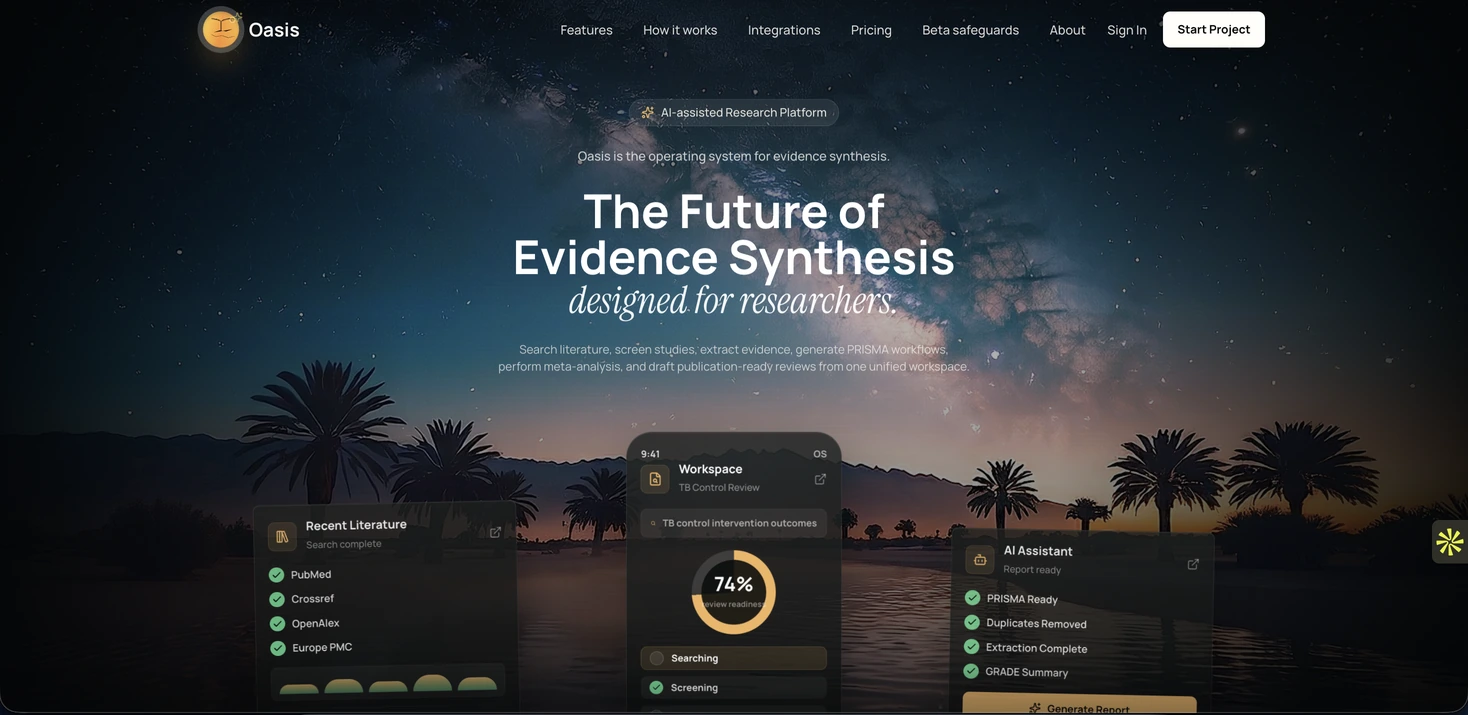 Oasis
Features
How it works
Integrations
Pricing
Beta safeguards
About
Sign In
Start Project
AI-assisted Research Platform
Oasis is the operating system for evidence synthesis.
The Future of
Evidence Synthesis
designed for researchers.
Search literature, screen studies, extract evidence, generate PRISMA workflows,
perform meta-analysis, and draft publication-ready reviews from one unified workspace.
Recent Literature
Search complete
PubMed
Crossref
OpenAlex
Europe PMC
9:41
OS
Workspace
TB Control Review
TB control intervention outcomes
74%
review readiness
Searching
Screening
AI Assistant
Report ready
PRISMA Ready
Duplicates Removed
Extraction Complete
GRADE Summary
Generate Report